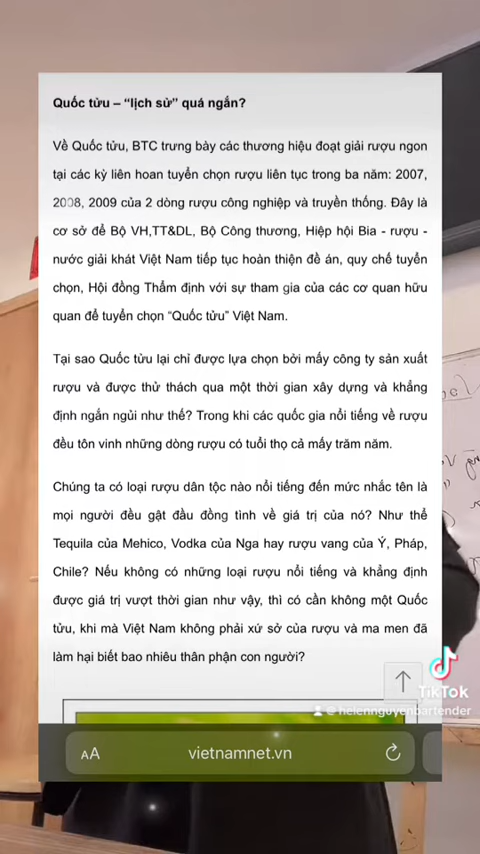 Quốc tửu – “lịch sử” quá ngắn?
Về Quốc tửu, BTC trưng bày các thương hiệu đoạt giải rượu ngon
tại các kỳ liên hoan tuyển chọn rượu liên tục trong ba năm: 2007,
2008, 2009 của 2 dòng rượu công nghiệp và truyền thống. Đây là
cơ sở để Bộ VH,TT&DL, Bộ Công thương, Hiệp hội Bia - rượu -
nước giải khát Việt Nam tiếp tục hoàn thiện đề án, quy chế tuyển
chọn, Hội đồng Thẩm định với sự tham gia của các cơ quan hữu
quan để tuyển chọn “Quốc tửu” Việt Nam.
Tại sao Quốc tửu lại chỉ được lựa chọn bởi mấy công ty sản xuất
rượu và được thử thách qua một thời gian xây dựng và khẳng
định ngắn ngủi như thế? Trong khi các quốc gia nổi tiếng về rượu
đều tôn vinh những dòng rượu có tuổi thọ cả mấy trăm năm.
Chúng ta có loại rượu dân tộc nào nổi tiếng đến mức nhắc tên là
mọi người đều gật đầu đồng tình về giá trị của nó? Như thể
Tequila của Mehico, Vodka của Nga hay rượu vang của Ý, Pháp,
Chile? Nếu không có những loại rượu nổi tiếng và khẳng định
được giá trị vượt thời gian như vậy, thì có cần không một Quốc
tửu, khi mà Việt Nam không phải xứ sở của rượu và ma men đã
làm hại biết bao nhiêu thân phận con người?
TikTok
@helennguyenbartender
AA vietnamnet.vn